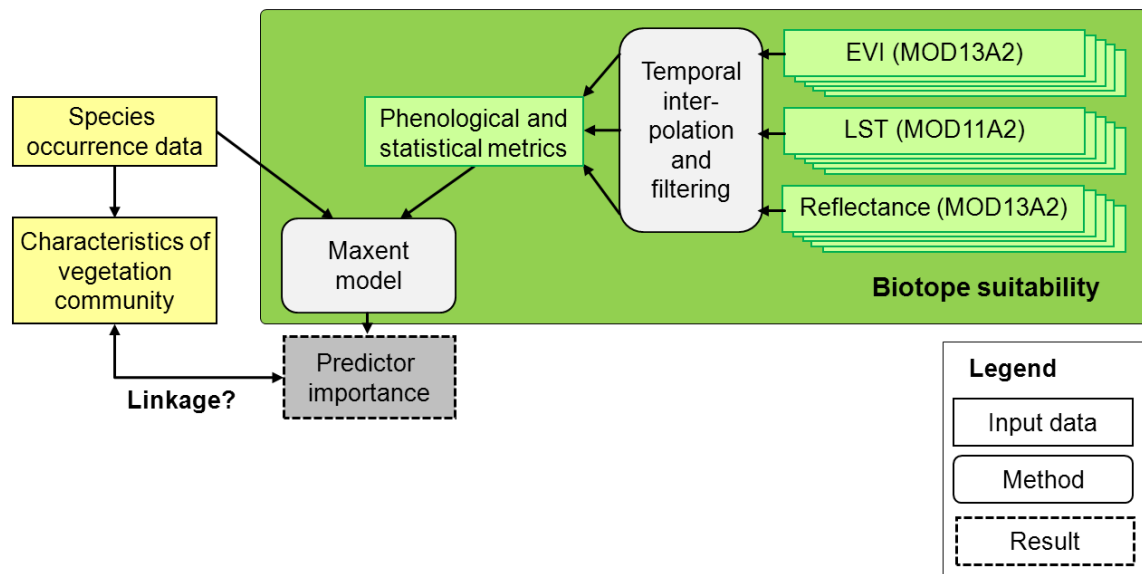 Species
occurrence data
Characteristics of
vegetation
community
Linkage?
Phenological and
statistical metrics
Maxent
model
Predictor
importance
Temporal
inter-
polation
and
filtering
EVI (MOD13A2)
LST (MOD11A2)
Reflectance (MOD13A2)
Biotope suitability
Legend
Input data
Method
Result